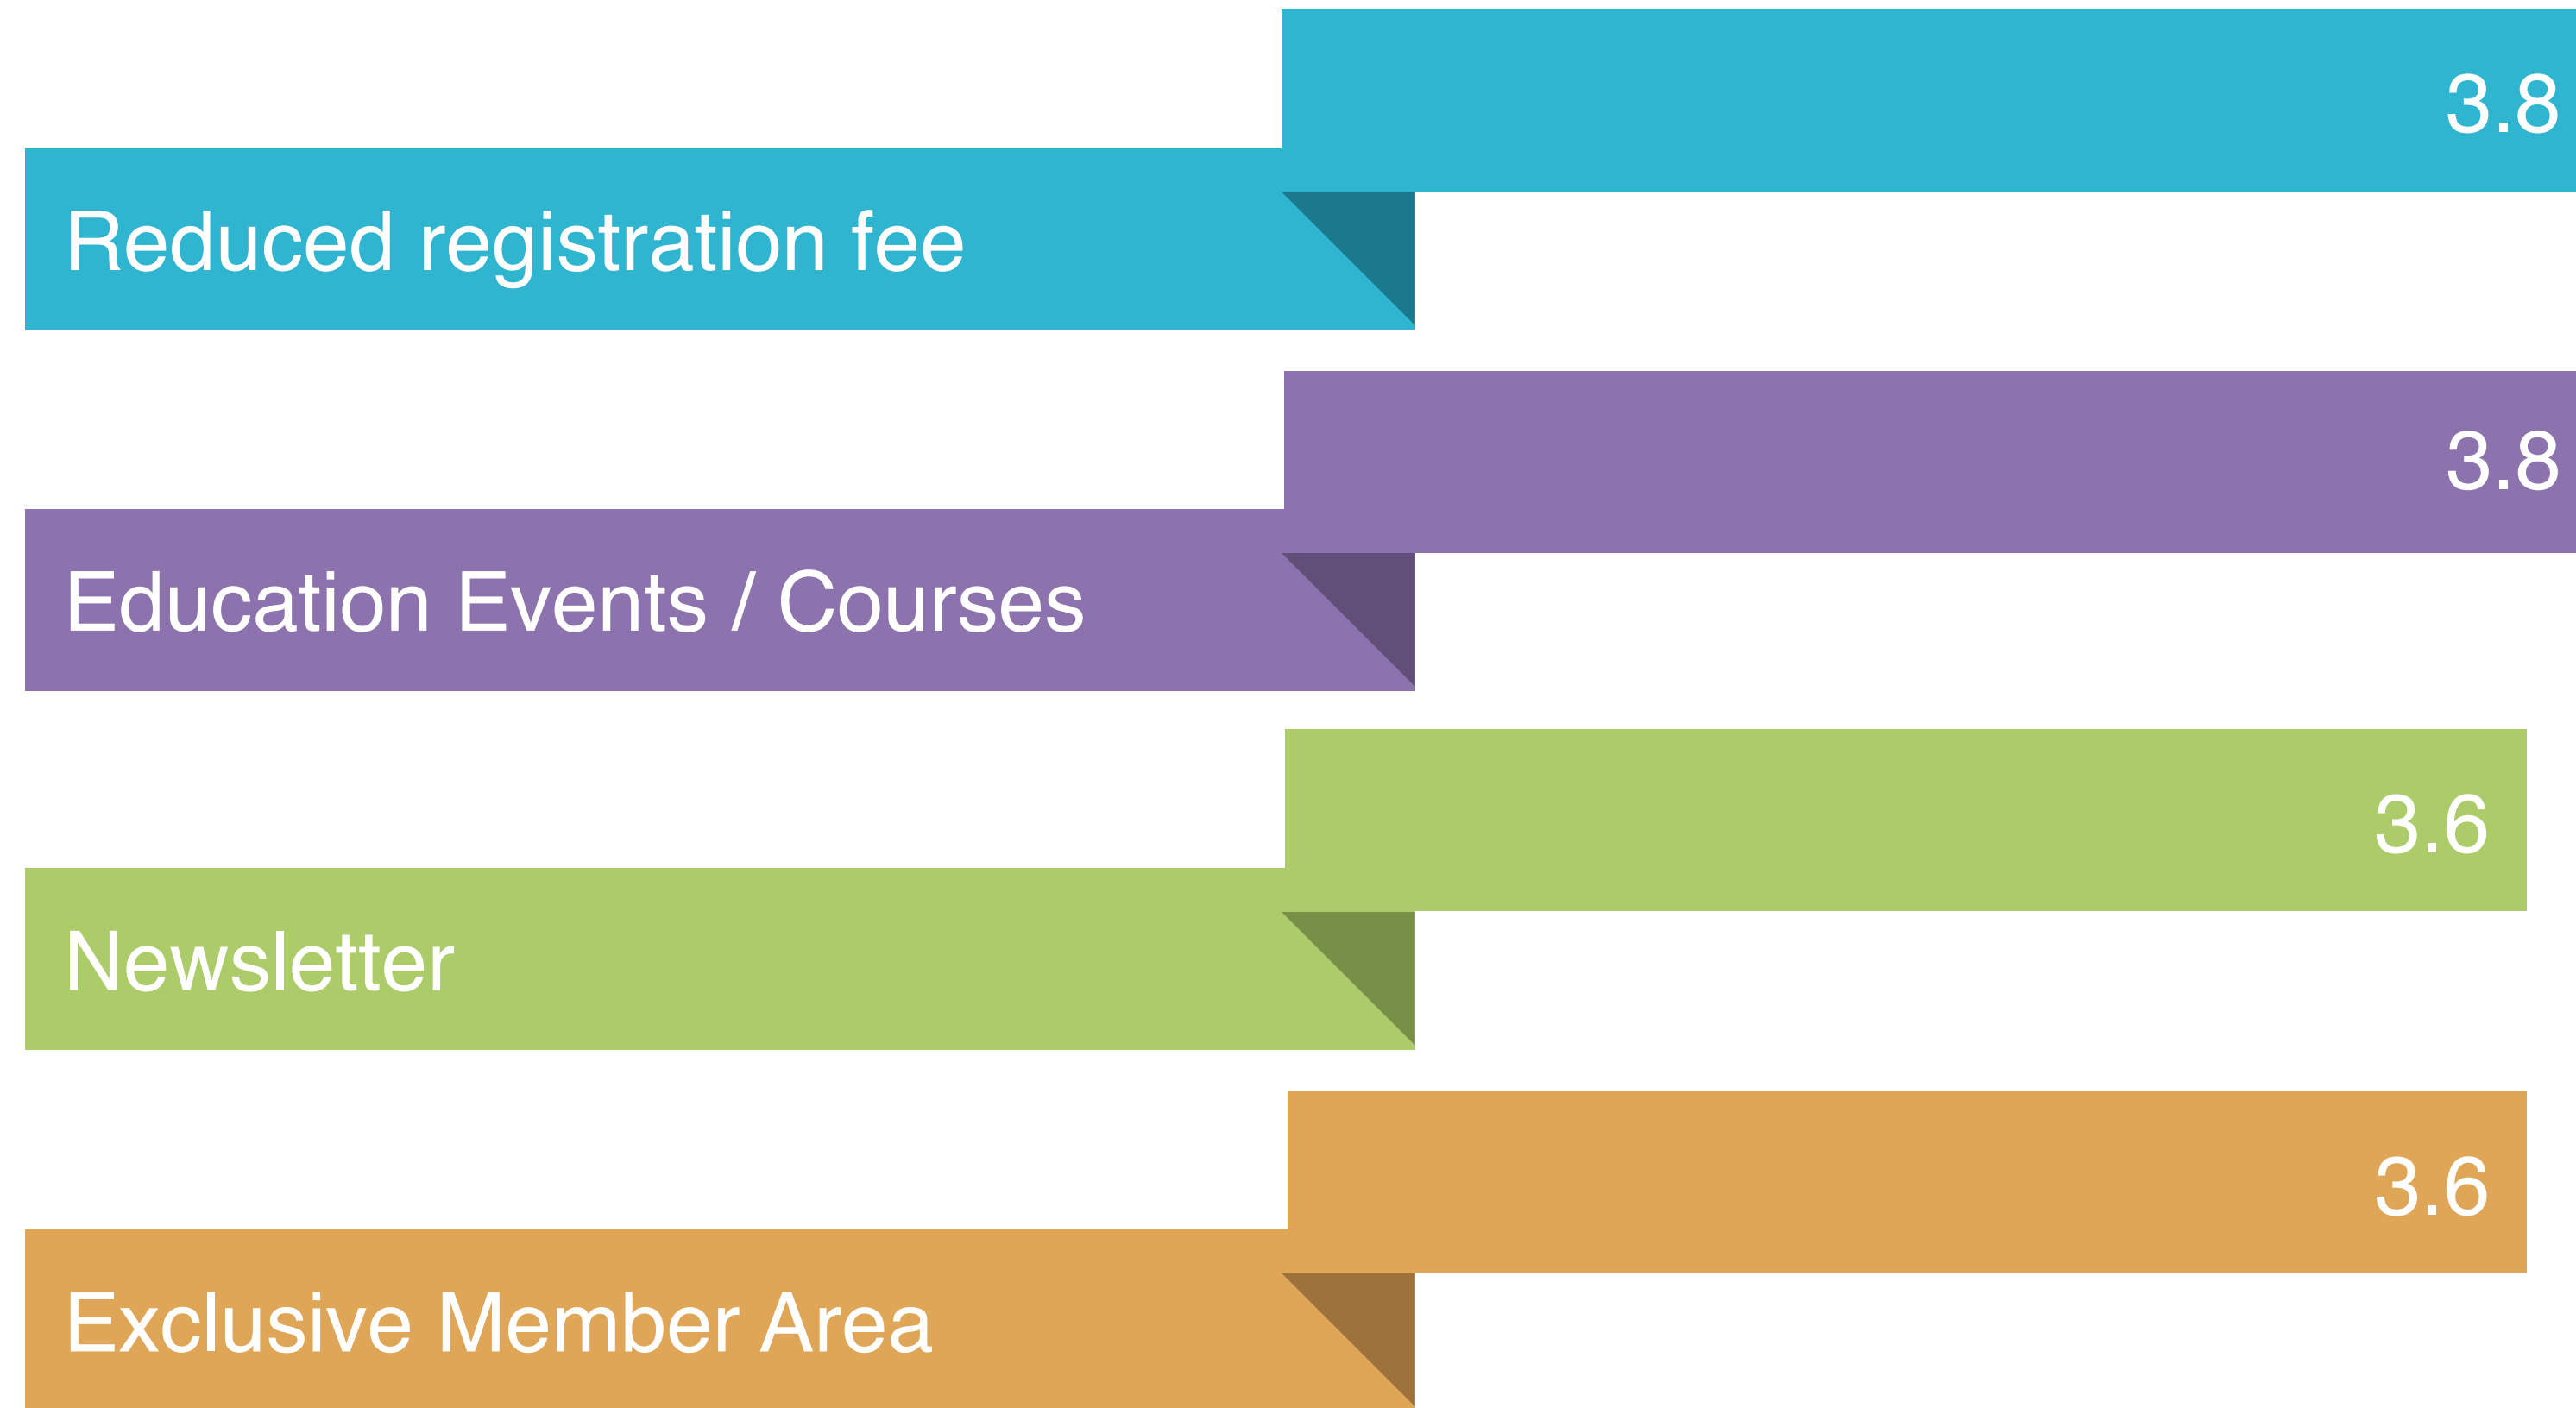 3.8
Reduced registration fee
3.8
Education Events / Courses
3.6
Newsletter
3.6
Exclusive Member Area